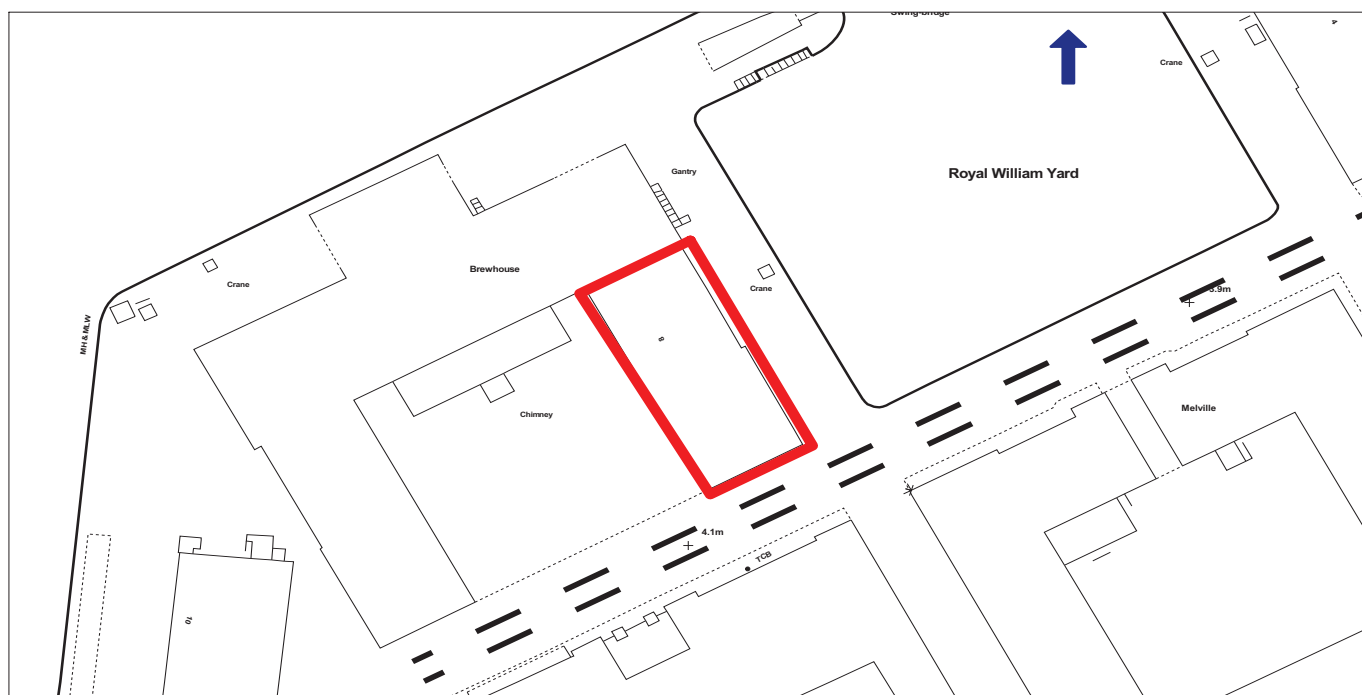 Swing-bridge
4
Crane
Royal William Yard
Gantry
Brewhouse
Crane
Crane
MH & MLW
3.9m
8
Chimney
Melville
4.1m
TCB
10